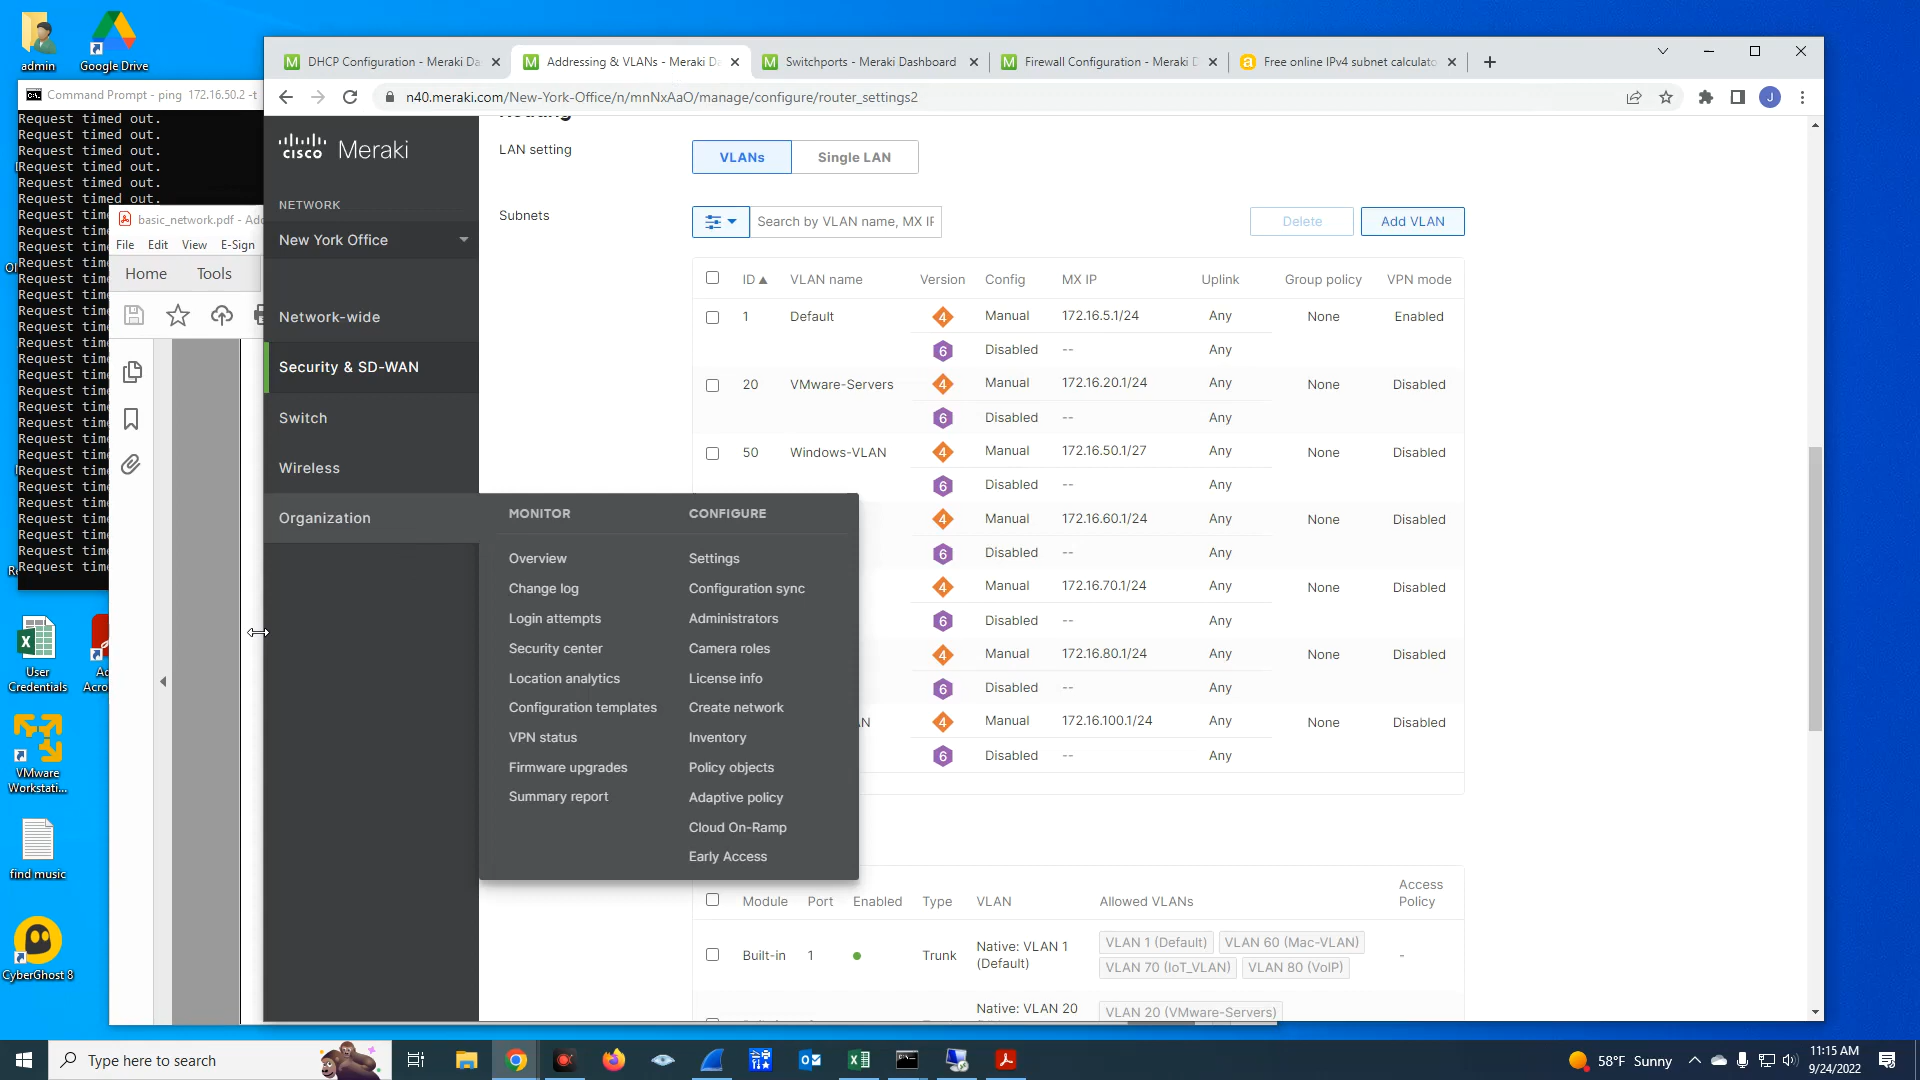 admin
Google Drive
Command Prompt - ping 172.16.50.2 -t
Request timed out.
Request timed out.
Request timed out.
Request timed out.
Request timed out.
Request timed out.
basic_network.pdf - Ado
File Edit View E-Sign
Home Tools
User Credentials
VMware Workstati...
find music
CyberGhost 8
DHCP Configuration - Meraki Da
Addressing & VLANs - Meraki Da
Switchports - Meraki Dashboard
Firewall Configuration - Meraki D
Free online IPv4 subnet calculato
n40.meraki.com/New-York-Office/n/mnNxAaO/manage/configure/router_settings2
J
CISCO Meraki
NETWORK
New York Office
Network-wide
Security & SD-WAN
Switch
Wireless
Organization
MONITOR CONFIGURE
Overview Settings
Change log Configuration sync
Login attempts Administrators
Security center Camera roles
Location analytics License info
Configuration templates Create network
VPN status Inventory
Firmware upgrades Policy objects
Summary report Adaptive policy
Cloud On-Ramp
Early Access
Routing
LAN setting VLANs Single LAN
Subnets Search by VLAN name, MX IP Delete Add VLAN
ID VLAN name Version Config MX IP Uplink Group policy VPN mode
1 Default 4 Manual 172.16.5.1/24 Any None Enabled
6 Disabled -- Any
20 VMware-Servers 4 Manual 172.16.20.1/24 Any None Disabled
6 Disabled -- Any
50 Windows-VLAN 4 Manual 172.16.50.1/27 Any None Disabled
6 Disabled -- Any
4 Manual 172.16.60.1/24 Any None Disabled
6 Disabled -- Any
4 Manual 172.16.70.1/24 Any None Disabled
6 Disabled -- Any
4 Manual 172.16.80.1/24 Any None Disabled
6 Disabled -- Any
AN 4 Manual 172.16.100.1/24 Any None Disabled
6 Disabled -- Any
Module Port Enabled Type VLAN Allowed VLANs Access Policy
Built-in 1 Trunk Native: VLAN 1 (Default) VLAN 1 (Default) VLAN 60 (Mac-VLAN) -
VLAN 70 (IoT_VLAN) VLAN 80 (VoIP)
Native: VLAN 20 VLAN 20 (VMware-Servers)
Type here to search
58°F Sunny
11:15 AM
9/24/2022